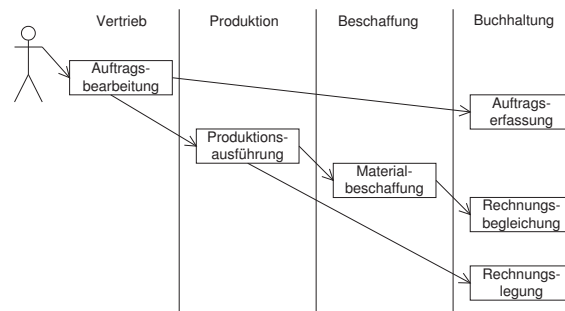 Vertrieb
Produktion
Beschaffung
Buchhaltung
Auftrags-
bearbeitung
Auftrags-
erfassung
Produktions-
ausführung
Material-
beschaffung
Rechnungs-
begleichung
Rechnungs-
legung